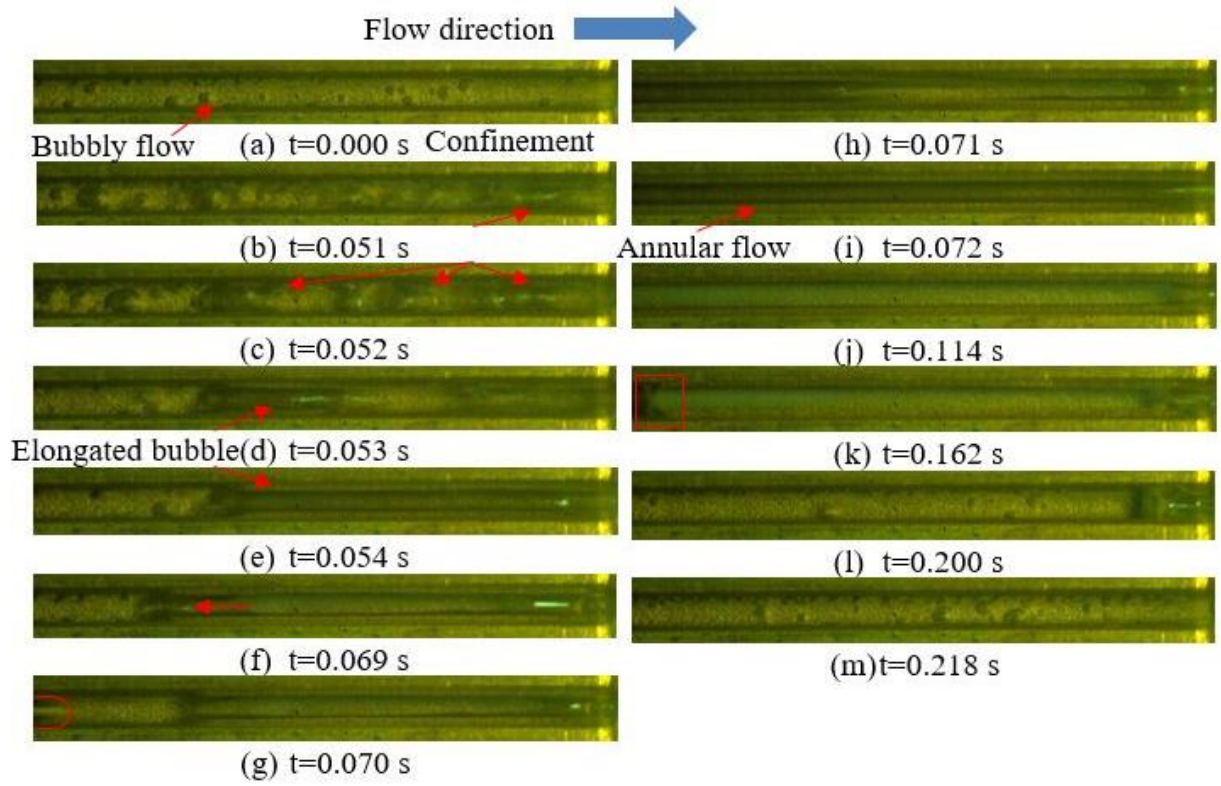 Flow direction
Bubbly flow
(a) t=0.000 s
Confinement
(b) t=0.051 s
(c) t=0.052 s
Elongated bubble
(d) t=0.053 s
(e) t=0.054 s
(f) t=0.069 s
(g) t=0.070 s
(h) t=0.071 s
Annular flow
(i) t=0.072 s
(j) t=0.114 s
(k) t=0.162 s
(l) t=0.200 s
(m)t=0.218 s